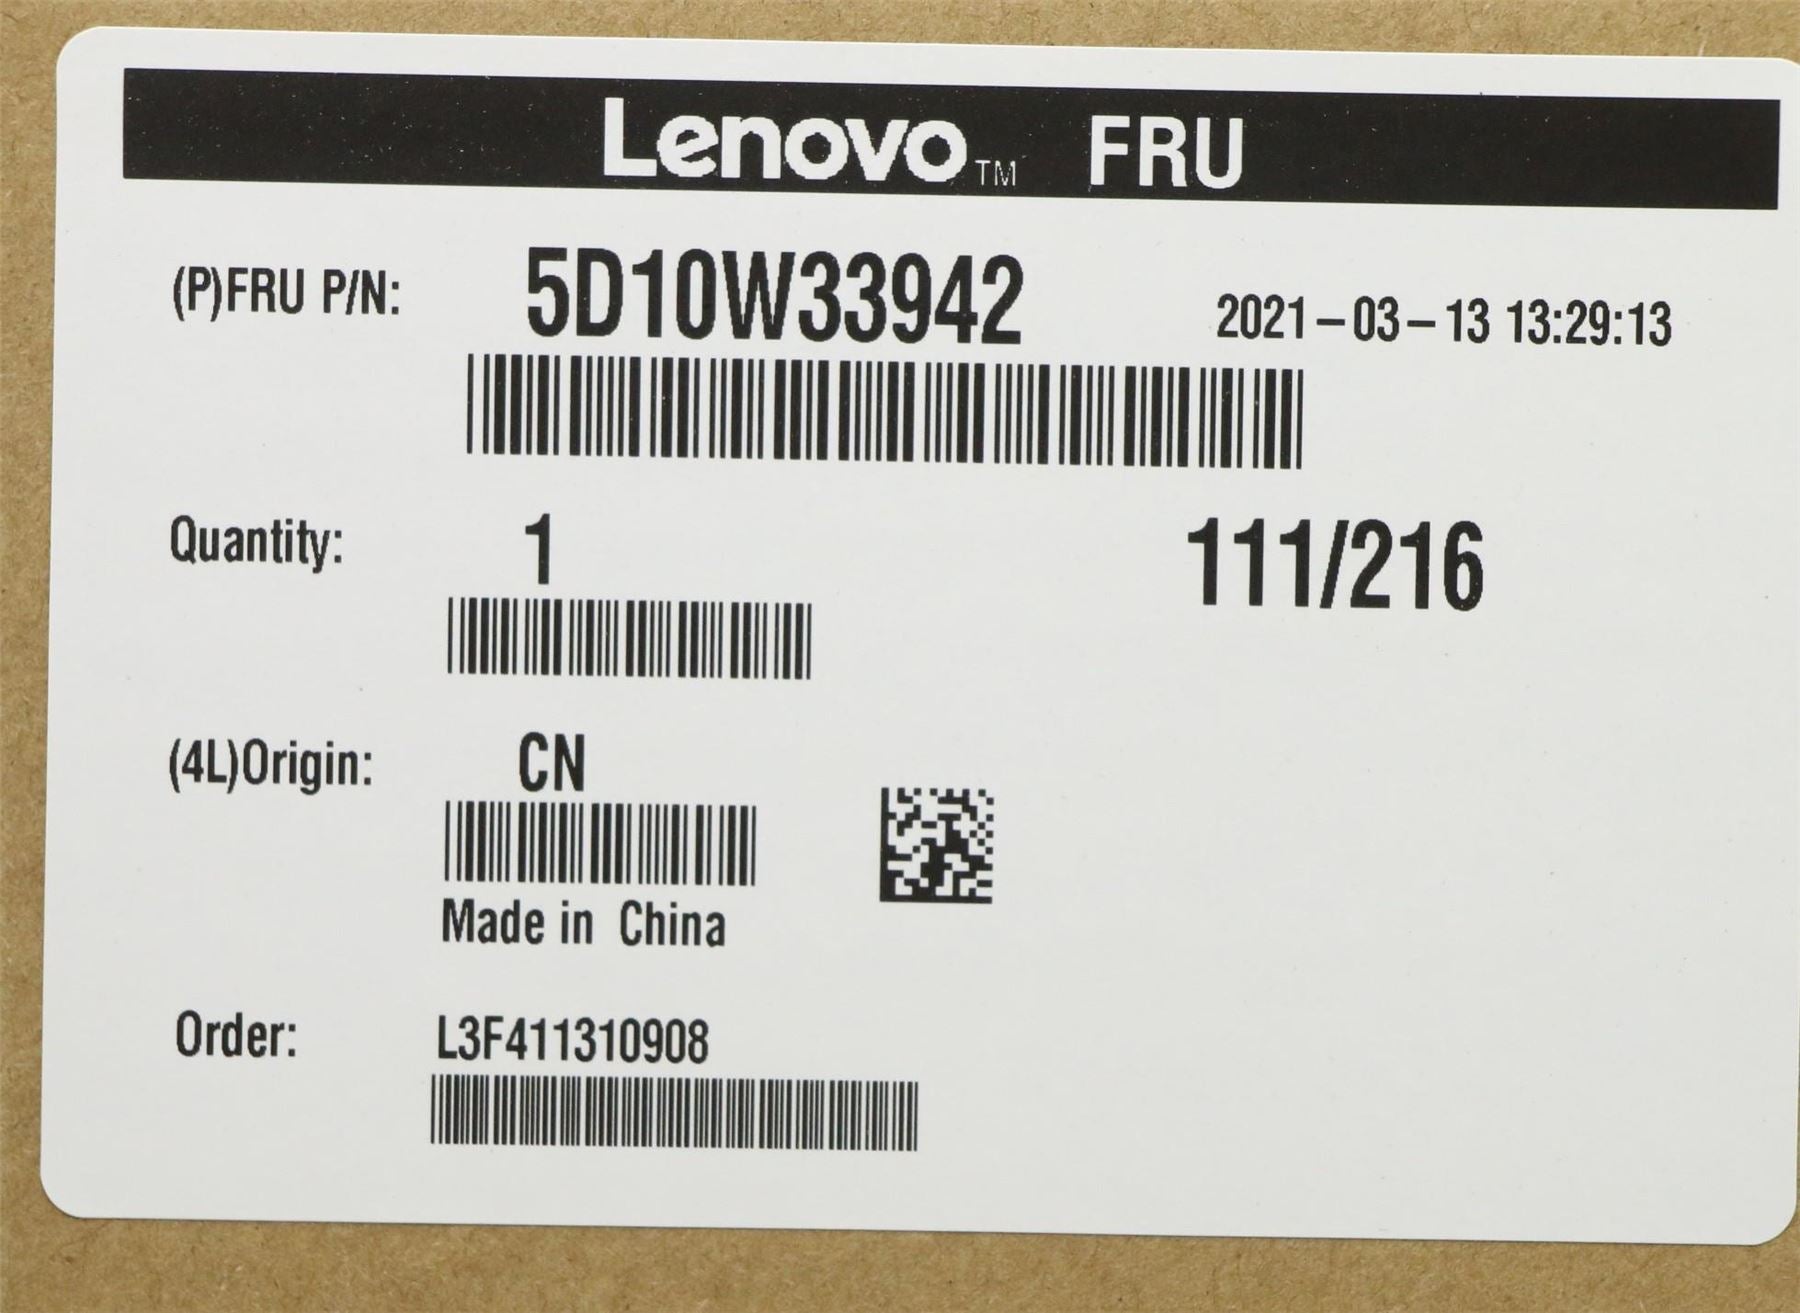 Lenovo™ FRU
(P)FRU P/N: 5D10W33942 2021-03-13 13:29:13
Quantity: 1 111/216
(4L)Origin: CN
Made in China
Order: L3F411310908